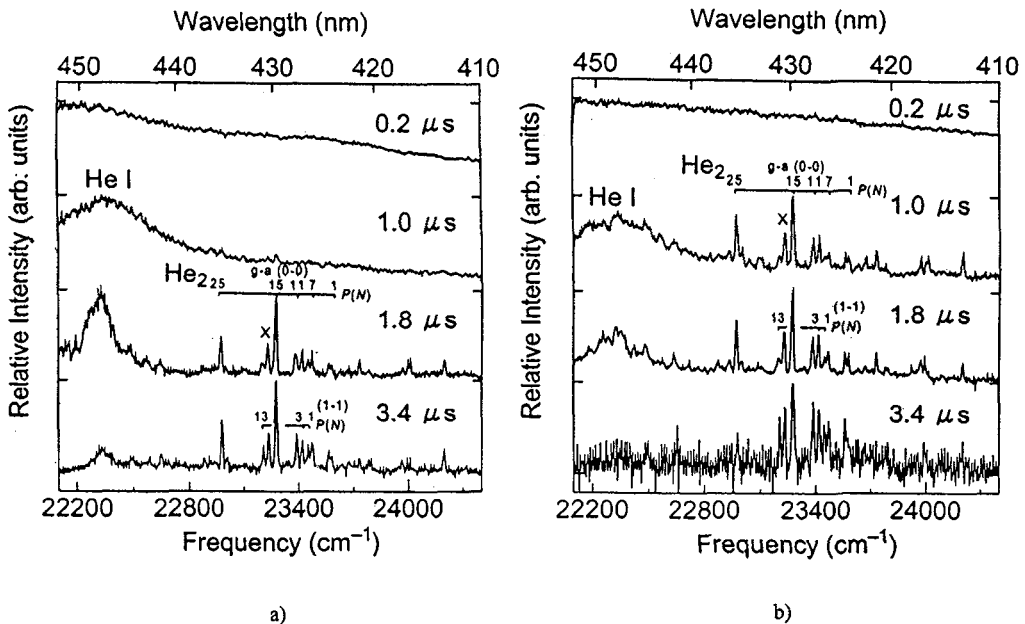 Wavelength (nm)
450 440 430 420 410
Relative Intensity (arb: units)
0.2 μs
He I
1.0 μs
He₂ g-a (0-0)
25 15 11 7 1 P(N)
x
1.8 μs
(1-1)
13 3 1 P(N)
3.4 μs
22200 22800 23400 24000
Frequency (cm⁻¹)
a)
Wavelength (nm)
450 440 430 420 410
Relative Intensity (arb. units)
0.2 μs
He₂ g-a (0-0)
25 15 11 7 1 P(N)
He I
x
1.0 μs
(1-1)
13 3 1 P(N)
1.8 μs
3.4 μs
22200 22800 23400 24000
Frequency (cm⁻¹)
b)